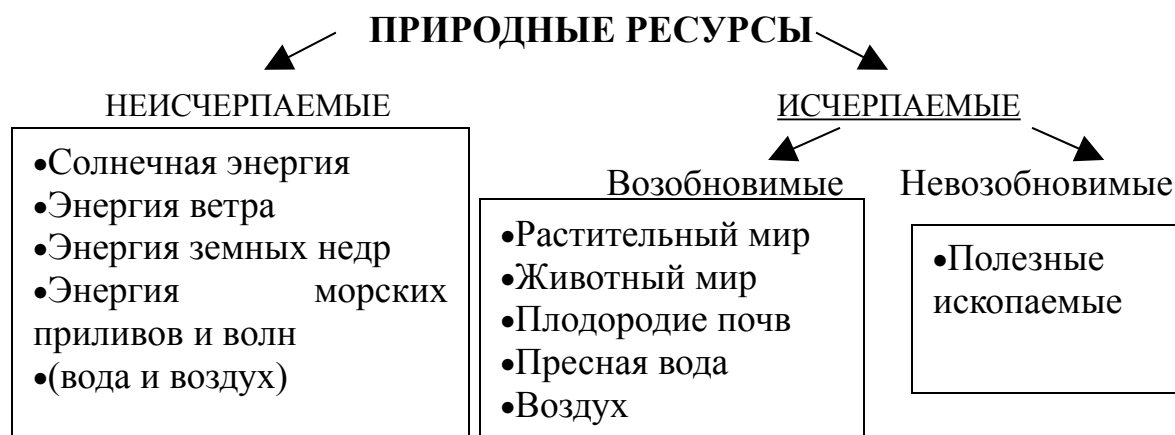 ПРИРОДНЫЕ РЕСУРСЫ
НЕИСЧЕРПАЕМЫЕ
•Солнечная энергия
•Энергия ветра
•Энергия земных недр
•Энергия морских
приливов и волн
•(вода и воздух)
ИСЧЕРПАЕМЫЕ
Возобновимые
•Растительный мир
•Животный мир
•Плодородие почв
•Пресная вода
•Воздух
Невозобновимые
•Полезные
ископаемые